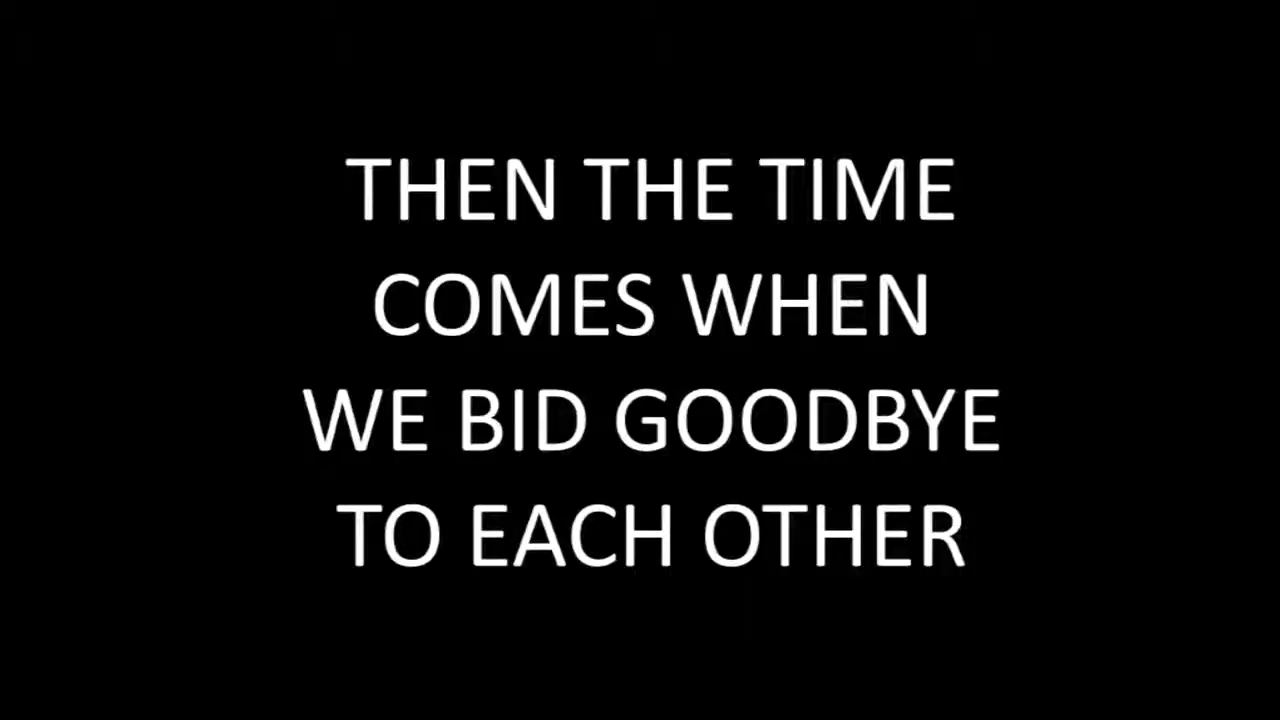 THEN THE TIME
COMES WHEN
WE BID GOODBYE
TO EACH OTHER